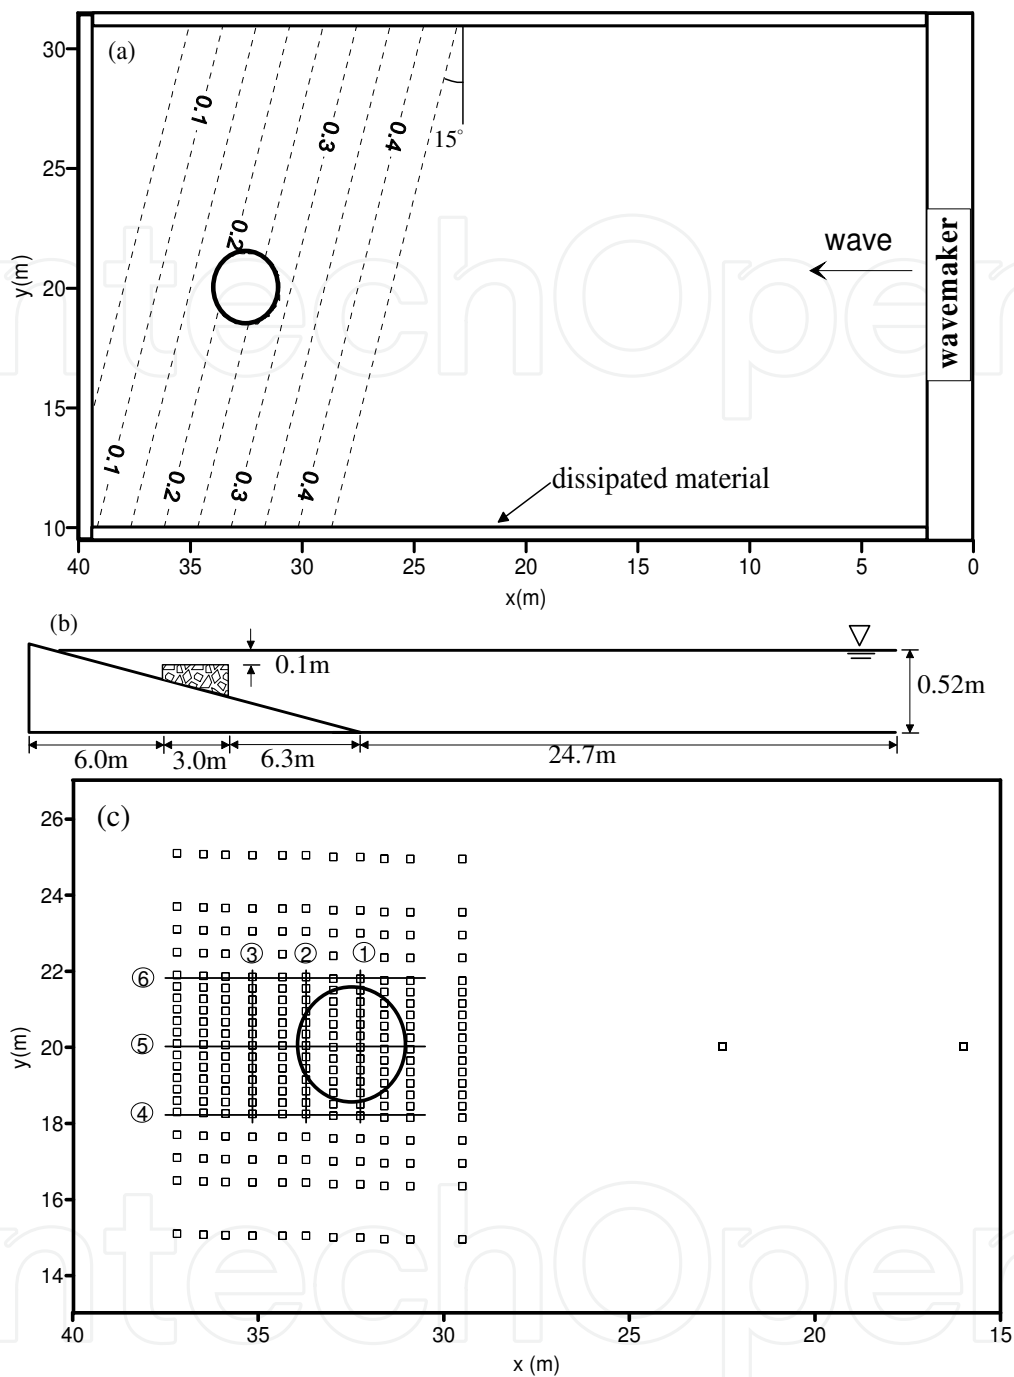 (a)
30
25
20
15
10
y(m)
0.1
0.3
0.4
15°
0.2
wave
wavemaker
0.1
0.2
0.3
0.4
dissipated material
40 35 30 25 20 15 10 5 0
x(m)
(b)
0.1m
0.52m
6.0m 3.0m 6.3m 24.7m
(c)
26
24
22
20
18
16
14
y(m)
3 2 1
6
5
4
40 35 30 25 20 15
x (m)
ntechOpen
ntechOpen